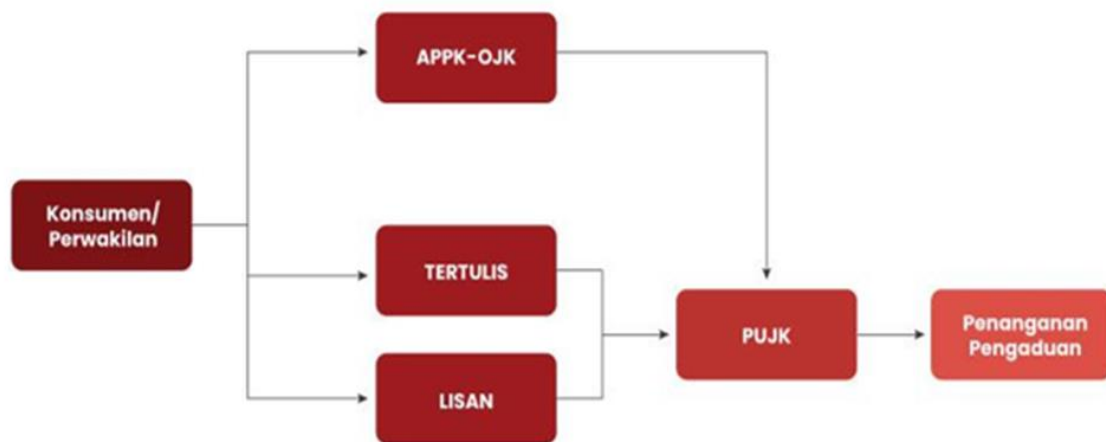 APPK-OJK
Konsumen/
Perwakilan
TERTULIS
LISAN
PUJK
Penanganan
Pengaduan